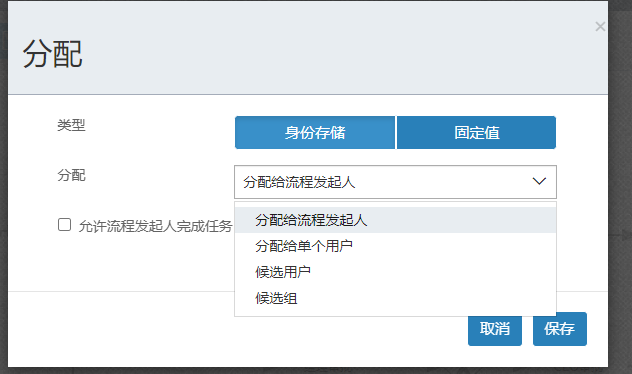 分配
×
类型
身份存储
固定值
分配
分配给流程发起人
分配给流程发起人
允许流程发起人完成任务
分配给单个用户
候选用户
候选组
取消
保存